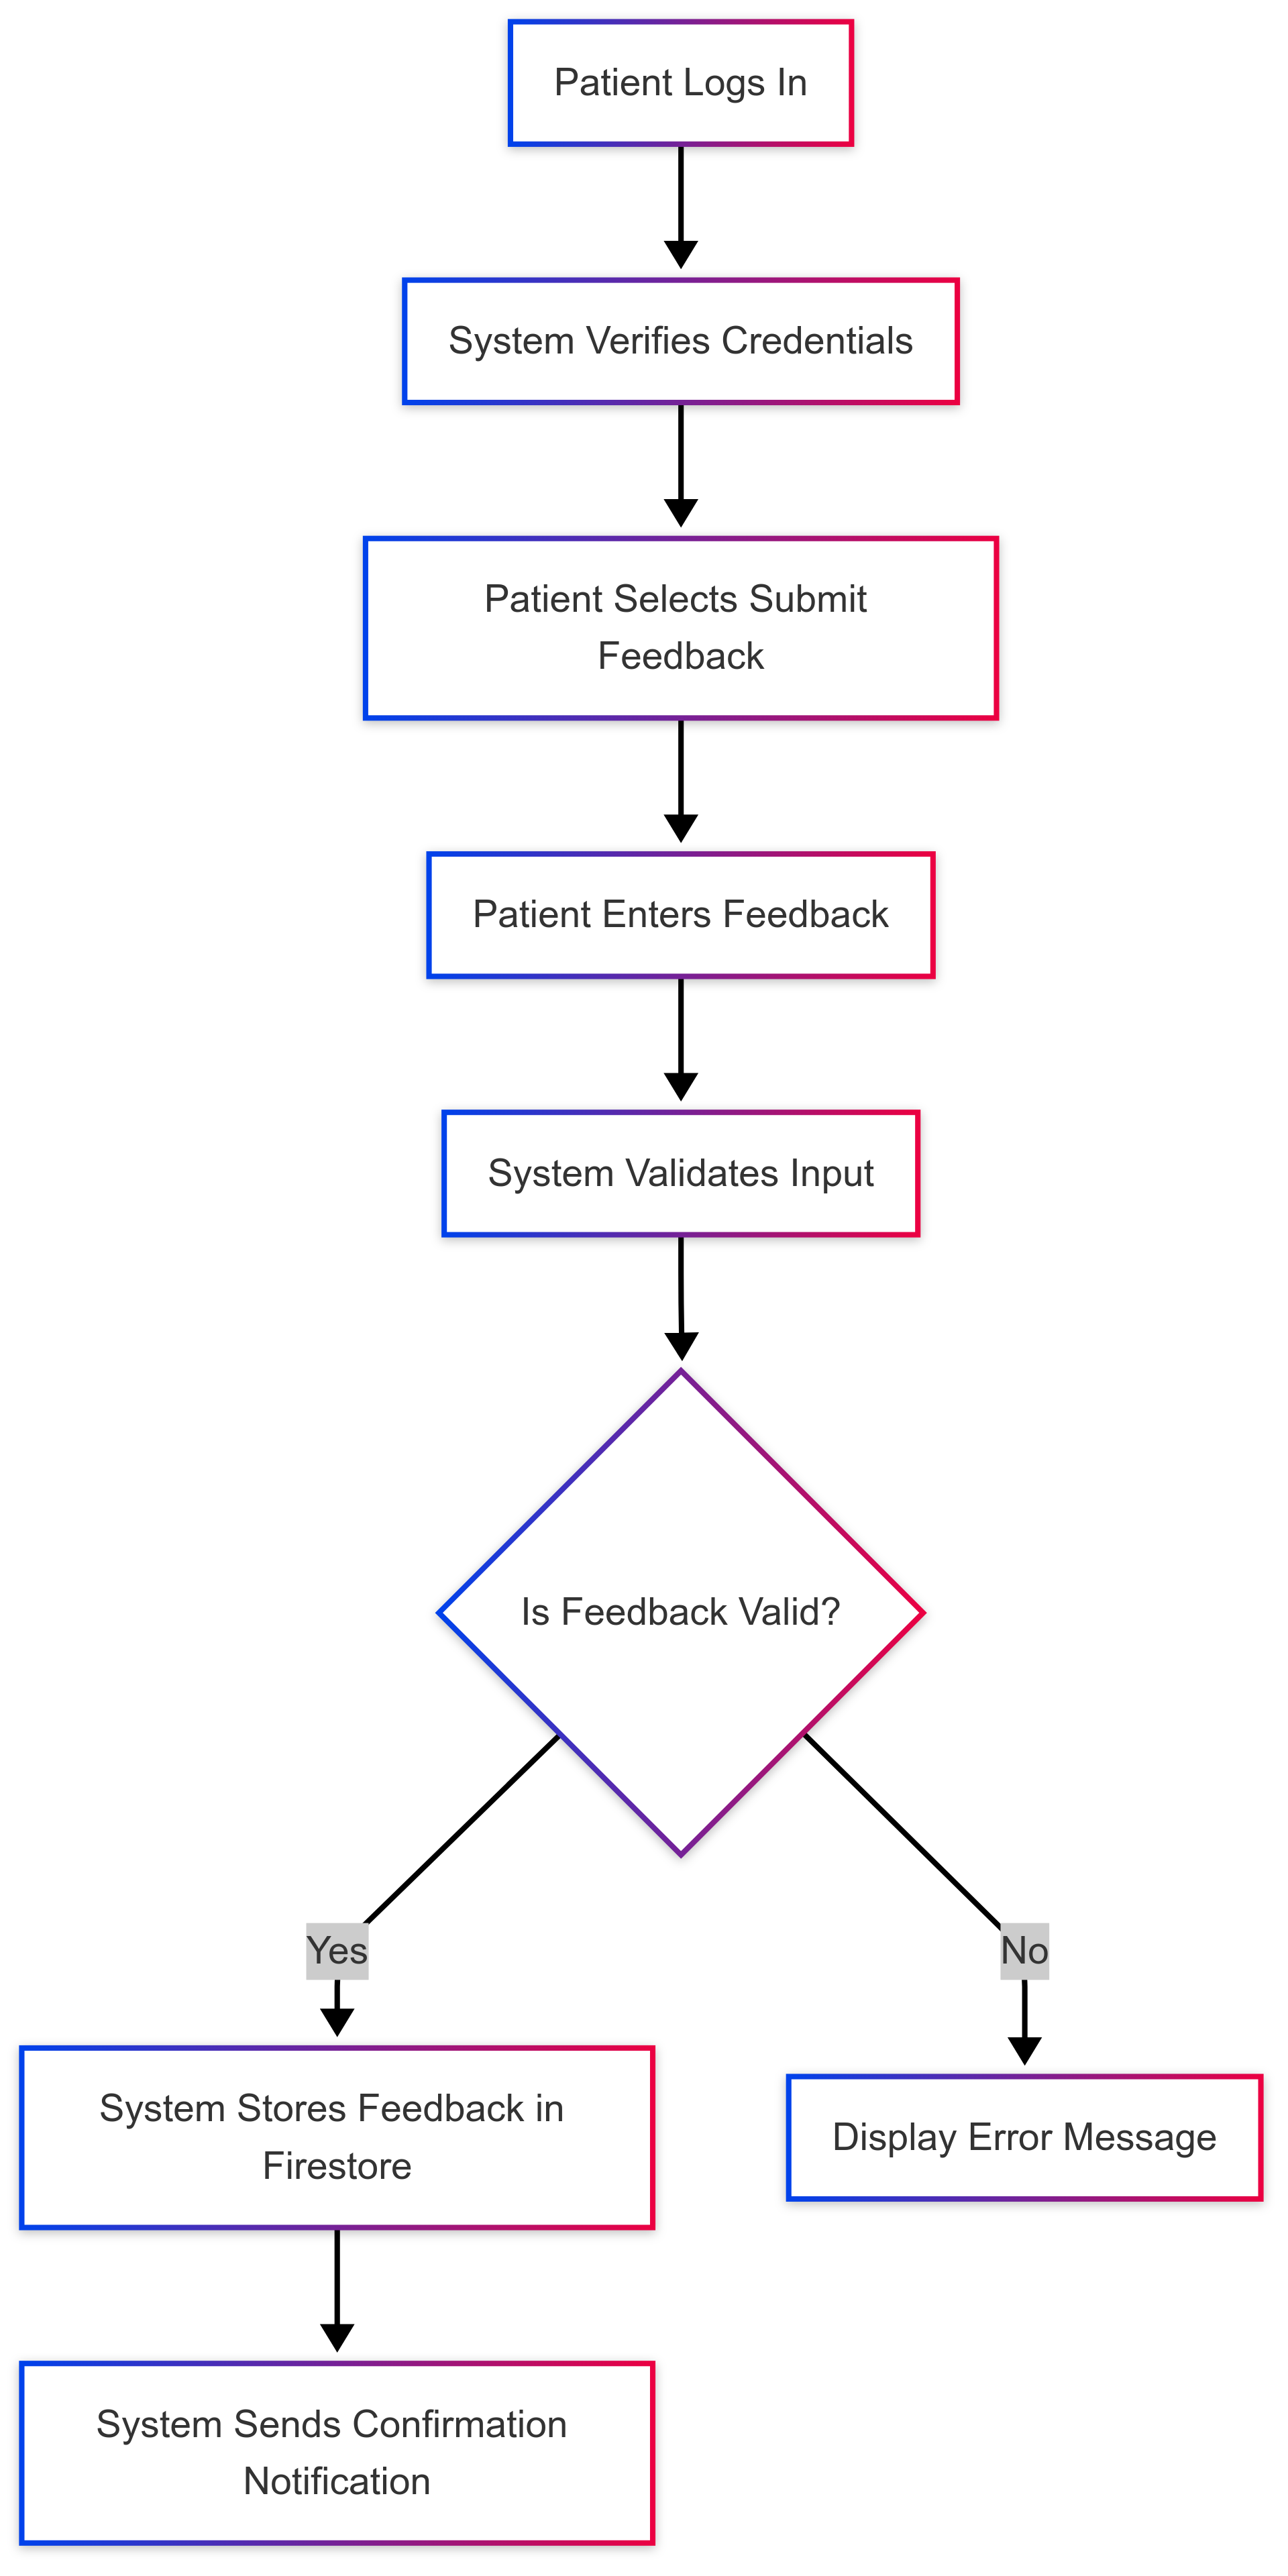 Patient Logs In
System Verifies Credentials
Patient Selects Submit
Feedback
Patient Enters Feedback
System Validates Input
Is Feedback Valid?
Yes
No
System Stores Feedback in
Firestore
Display Error Message
System Sends Confirmation
Notification